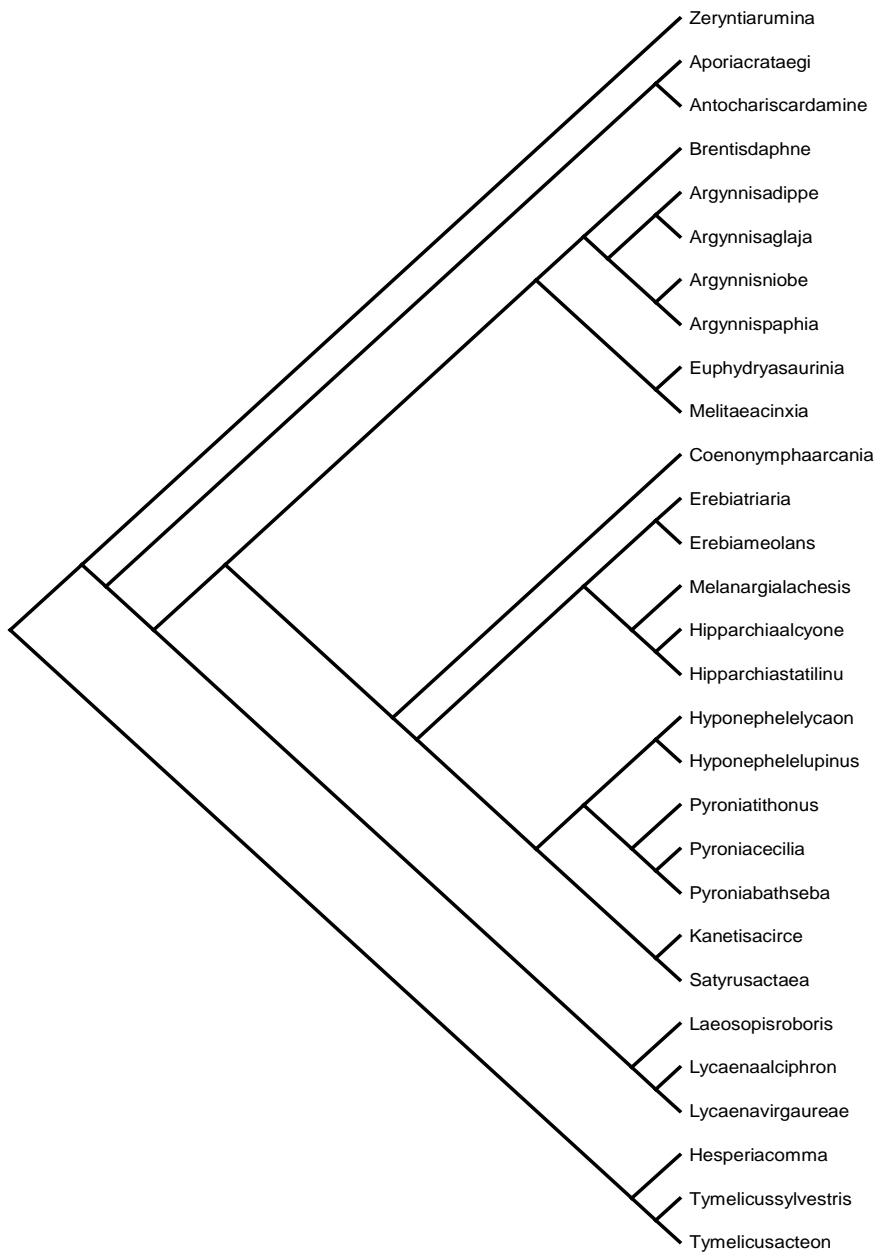 Zeryntiarumina
Aporiacrataegi
Antochariscardamine
Brentisdaphne
Argynnisadippe
Argynnisaglaja
Argynnisniobe
Argynnispaphia
Euphydryasaurinia
Melitaeacinxia
Coenonymphaarcania
Erebiatriaria
Erebiameolans
Melanargialachesis
Hipparchiaalcyone
Hipparchiastatilinu
Hyponephelelycaon
Hyponephelelupinus
Pyroniatithonus
Pyroniacecilia
Pyroniabathseba
Kanetisacirce
Satyrusactaea
Laeosopisroboris
Lycaenaalciphron
Lycaenavirgaureae
Hesperiacomma
Tymelicussylvestris
Tymelicusacteon